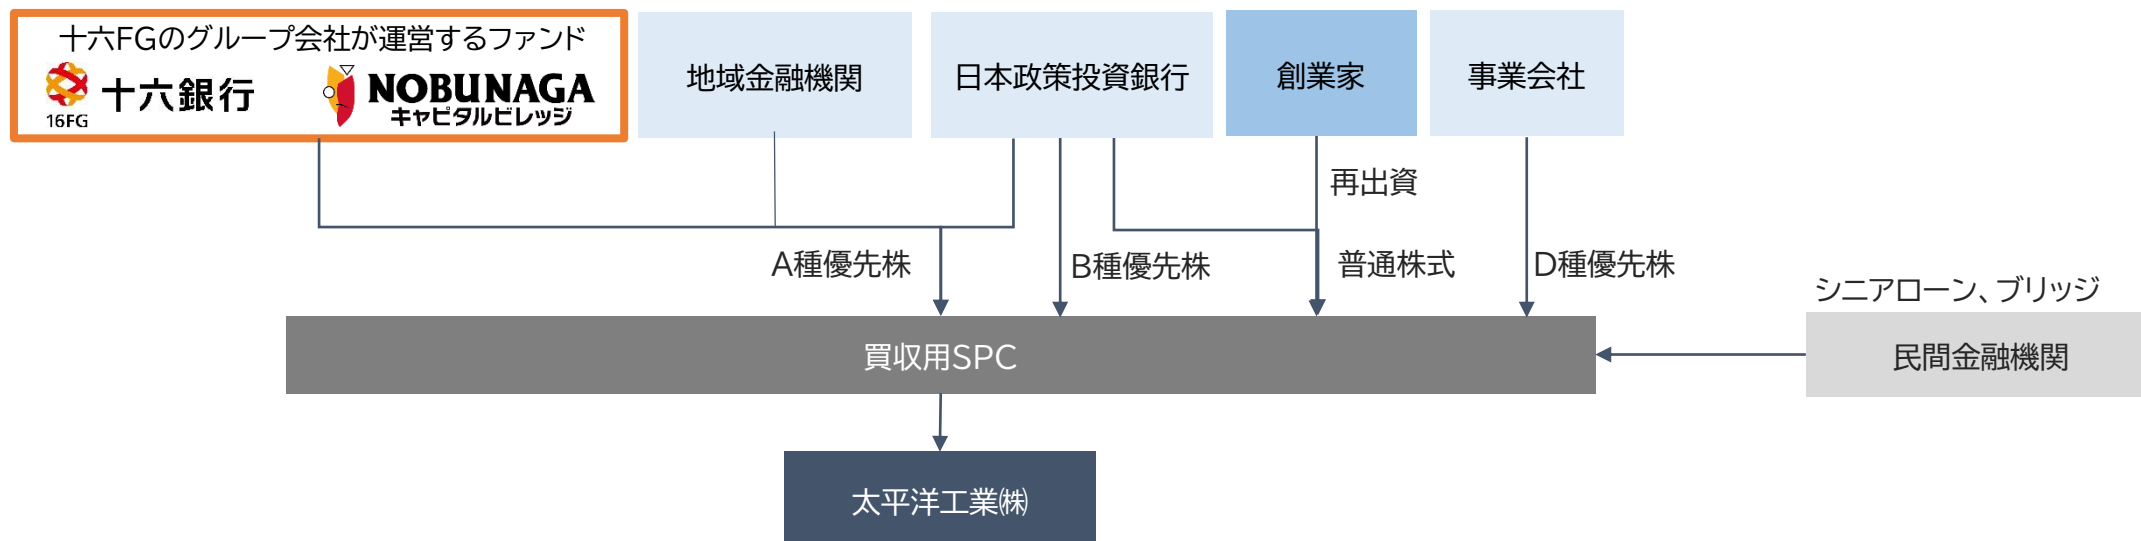 十六FGのグループ会社が運営するファンド
16FG
十六銀行
NOBUNAGA
キャピタルビレッジ
地域金融機関
日本政策投資銀行
創業家
事業会社
再出資
A種優先株
B種優先株
普通株式
D種優先株
シニアローン、ブリッジ
買収用SPC
民間金融機関
太平洋工業㈱